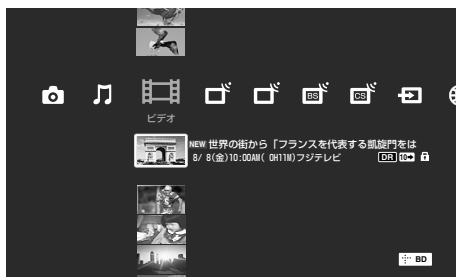 BS
CS
ビデオ
NEW 世界の街から「フランスを代表する凱旋門をは
8/ 8(金)10:00AM( 0H11M)フジテレビ DR
BD